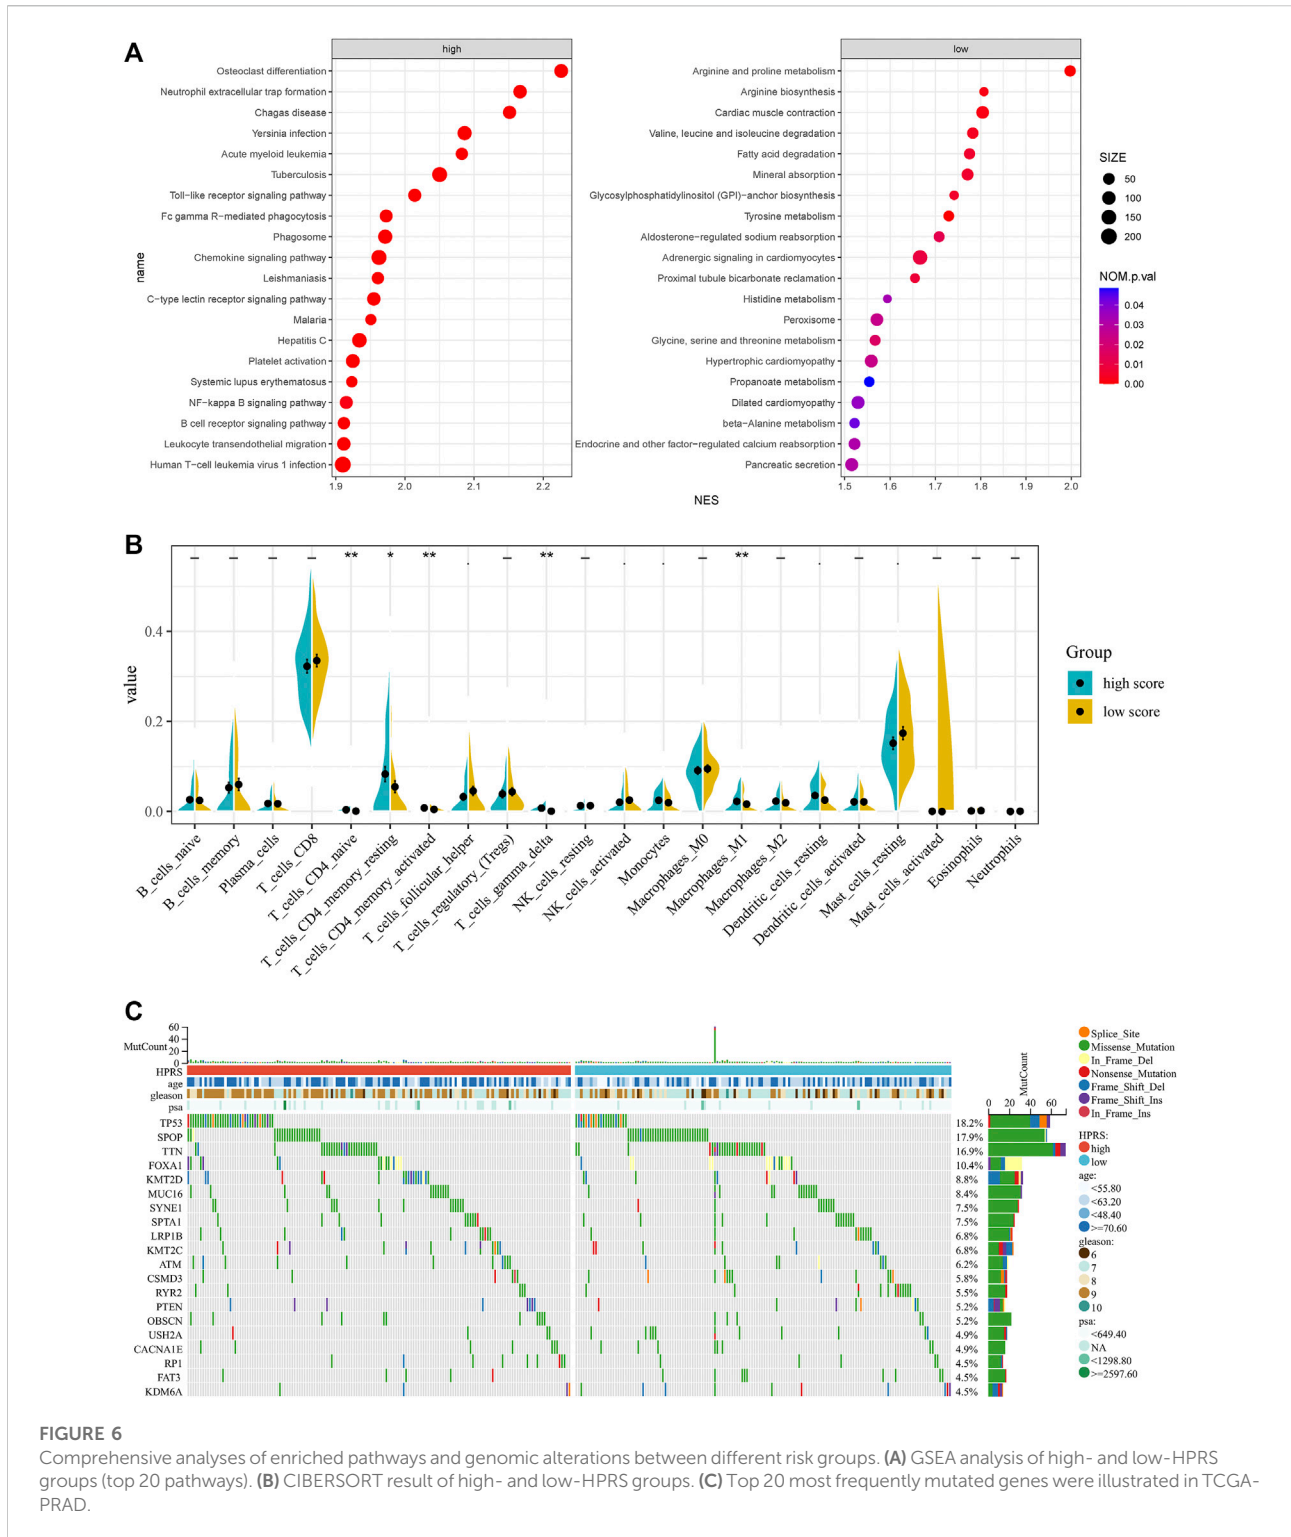 A
high
low
name
Osteoclast differentiation
Neutrophil extracellular trap formation
Chagas disease
Yersinia infection
Acute myeloid leukemia
Tuberculosis
Toll-like receptor signaling pathway
Fc gamma R-mediated phagocytosis
Phagosome
Chemokine signaling pathway
Leishmaniasis
C-type lectin receptor signaling pathway
Malaria
Hepatitis C
Platelet activation
Systemic lupus erythematosus
NF-kappa B signaling pathway
B cell receptor signaling pathway
Leukocyte transendothelial migration
Human T-cell leukemia virus 1 infection
1.9 2.0 2.1 2.2
Arginine and proline metabolism
Arginine biosynthesis
Cardiac muscle contraction
Valine, leucine and isoleucine degradation
Fatty acid degradation
Mineral absorption
Glycosylphosphatidylinositol (GPI)-anchor biosynthesis
Tyrosine metabolism
Aldosterone-regulated sodium reabsorption
Adrenergic signaling in cardiomyocytes
Proximal tubule bicarbonate reclamation
Histidine metabolism
Peroxisome
Glycine, serine and threonine metabolism
Hypertrophic cardiomyopathy
Propanoate metabolism
Dilated cardiomyopathy
beta-Alanine metabolism
Endocrine and other factor-regulated calcium reabsorption
Pancreatic secretion
1.5 1.6 1.7 1.8 1.9 2.0
NES
SIZE
50
100
150
200
NOM.p.val
0.04
0.03
0.02
0.01
0.00
B
** * ** ** **
value
0.4
0.2
0.0
B_cells_naive
B_cells_memory
Plasma_cells
T_cells_CD8
T_cells_CD4_naive
T_cells_CD4_memory_resting
T_cells_CD4_memory_activated
T_cells_follicular_helper
T_cells_regulatory_(Tregs)
T_cells_gamma_delta
NK_cells_resting
NK_cells_activated
Monocytes
Macrophages_M0
Macrophages_M1
Macrophages_M2
Dendritic_cells_resting
Dendritic_cells_activated
Mast_cells_resting
Mast_cells_activated
Eosinophils
Neutrophils
Group
high score
low score
C
60
40
20
0
MutCount
HPRS
age
gleason
psa
TP53 18.2%
SPOP 17.9%
TTN 16.9%
FOXA1 10.4%
KMT2D 8.8%
MUC16 8.4%
SYNE1 7.5%
SPTA1 7.5%
LRP1B 6.8%
KMT2C 6.8%
ATM 6.2%
CSMD3 5.8%
RYR2 5.5%
PTEN 5.2%
OBSCN 5.2%
USH2A 4.9%
CACNA1E 4.9%
RP1 4.5%
FAT3 4.5%
KDM6A 4.5%
MutCount
0 20 40 60
Splice_Site
Missense_Mutation
In_Frame_Del
Nonsense_Mutation
Frame_Shift_Del
Frame_Shift_Ins
In_Frame_Ins
HPRS:
high
low
age:
<55.80
<63.20
<48.40
>=70.60
gleason:
6
7
8
9
10
psa:
<649.40
NA
<1298.80
>=2597.60
FIGURE 6
Comprehensive analyses of enriched pathways and genomic alterations between different risk groups. (A) GSEA analysis of high- and low-HPRS
groups (top 20 pathways). (B) CIBERSORT result of high- and low-HPRS groups. (C) Top 20 most frequently mutated genes were illustrated in TCGA-
PRAD.